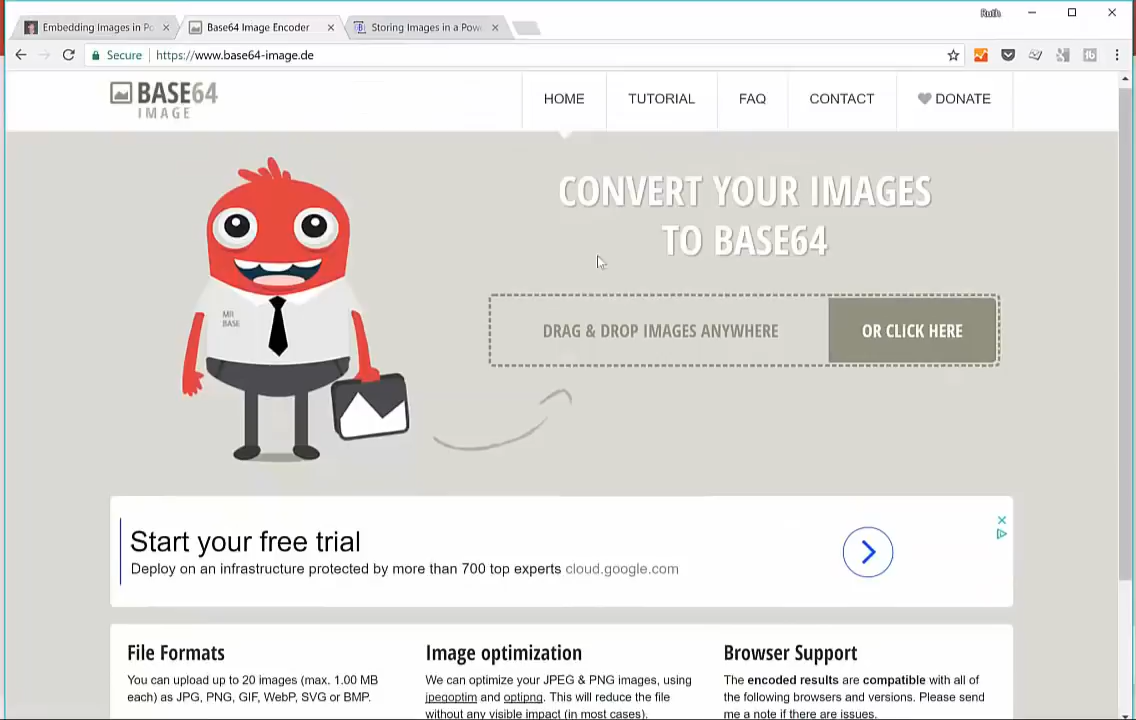 Ruth
Embedding Images in Po
Base64 Image Encoder
Storing Images in a Pow
Secure
https://www.base64-image.de
BASE64
IMAGE
HOME
TUTORIAL
FAQ
CONTACT
DONATE
CONVERT YOUR IMAGES
TO BASE64
MR
BASE
DRAG & DROP IMAGES ANYWHERE
OR CLICK HERE
Start your free trial
Deploy on an infrastructure protected by more than 700 top experts cloud.google.com
File Formats
You can upload up to 20 images (max. 1.00 MB
each) as JPG, PNG, GIF, WebP, SVG or BMP.
Image optimization
We can optimize your JPEG & PNG images, using
jpegoptim and optipng. This will reduce the file
without any visible impact (in most cases).
Browser Support
The encoded results are compatible with all of
the following browsers and versions. Please send
me a note if there are issues.